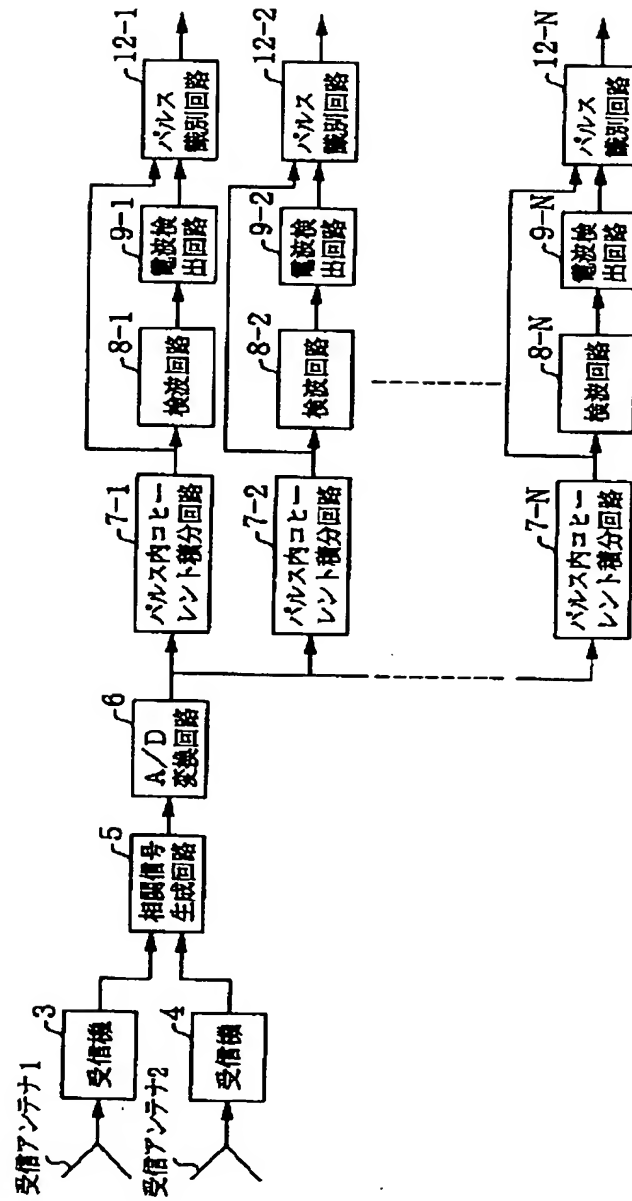 受信アンテナ1
3
受信機
受信アンテナ2
4
受信機
5
相関信号
生成回路
6
A/D
変換回路
7-1
パルス内コヒー
レント積分回路
8-1
検波回路
9-1
電波検
出回路
12-1
パルス
識別回路
7-2
パルス内コヒー
レント積分回路
8-2
検波回路
9-2
電波検
出回路
12-2
パルス
識別回路
7-N
パルス内コヒー
レント積分回路
8-N
検波回路
9-N
電波検
出回路
12-N
パルス
識別回路